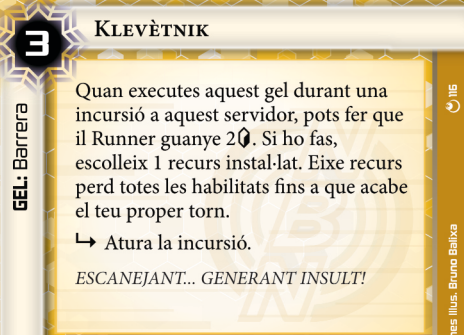 3
Klevètnik
GEL: Barrera
Quan executes aquest gel durant una
incursió a aquest servidor, pots fer que
il Runner guanye 2. Si ho fas,
escolleix 1 recurs instal·lat. Eixe recurs
perd totes les habilitats fins a que acabe
el teu proper torn.
↳ Atura la incursió.
ESCANEJANT... GENERANT INSULT!
116
Illus. Bruno Balixa